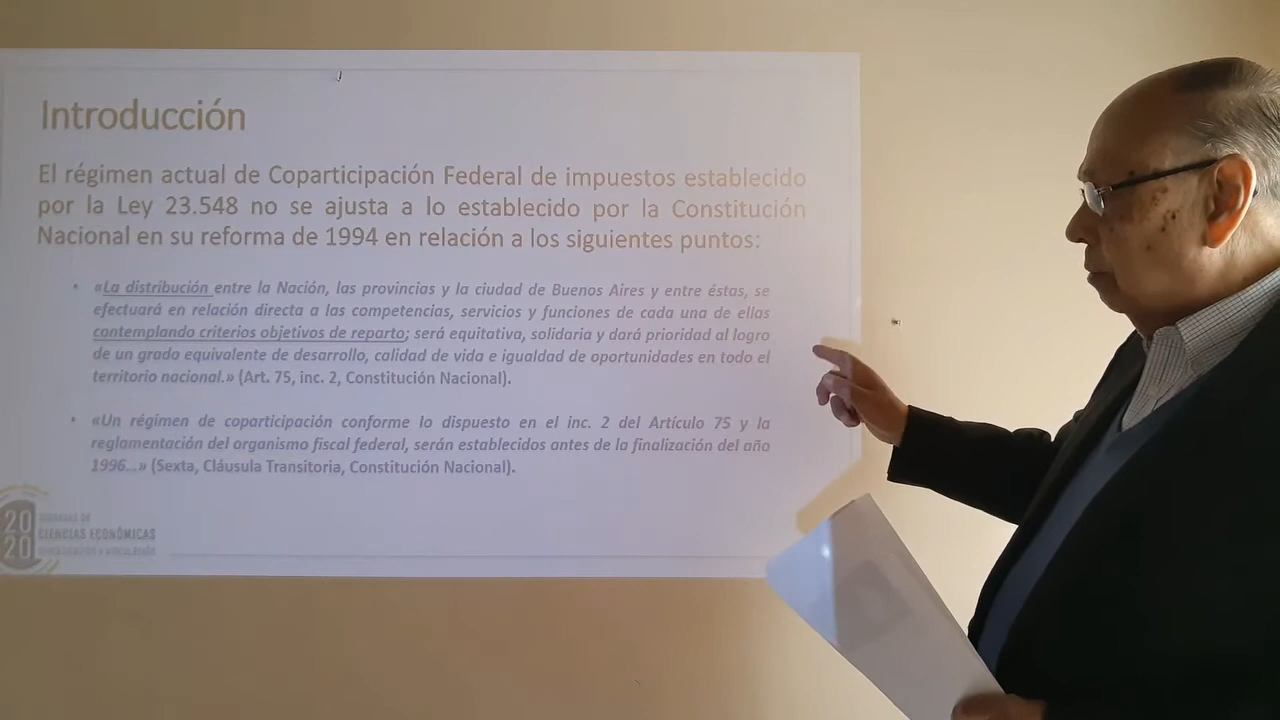 Introducción
El régimen actual de Coparticipación Federal de impuestos establecido
por la Ley 23.548 no se ajusta a lo establecido por la Constitución
Nacional en su reforma de 1994 en relación a los siguientes puntos:
• «La distribución entre la Nación, las provincias y la ciudad de Buenos Aires y entre éstas, se
efectuará en relación directa a las competencias, servicios y funciones de cada una de ellas
contemplando criterios objetivos de reparto; será equitativa, solidaria y dará prioridad al logro
de un grado equivalente de desarrollo, calidad de vida e igualdad de oportunidades en todo el
territorio nacional.» (Art. 75, inc. 2, Constitución Nacional).
• «Un régimen de coparticipación conforme lo dispuesto en el inc. 2 del Artículo 75 y la
reglamentación del organismo fiscal federal, serán establecidos antes de la finalización del año
1996...» (Sexta, Cláusula Transitoria, Constitución Nacional).
20
20
JORNADAS DE
CIENCIAS ECONÓMICAS